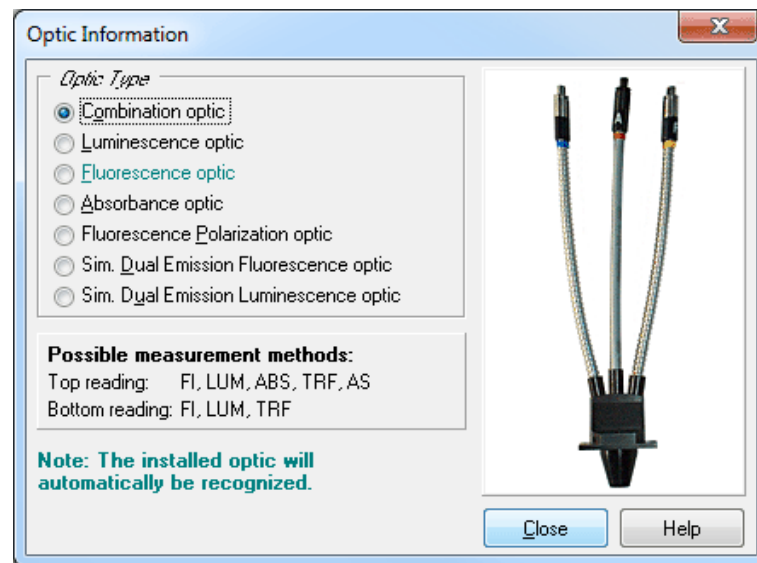 Optic Information
Optic Type
Combination optic
Luminescence optic
Fluorescence optic
Absorbance optic
Fluorescence Polarization optic
Sim. Dual Emission Fluorescence optic
Sim. Dual Emission Luminescence optic
Possible measurement methods:
Top reading: FI, LUM, ABS, TRF, AS
Bottom reading: FI, LUM, TRF
Note: The installed optic will
automatically be recognized.
A
Close Help